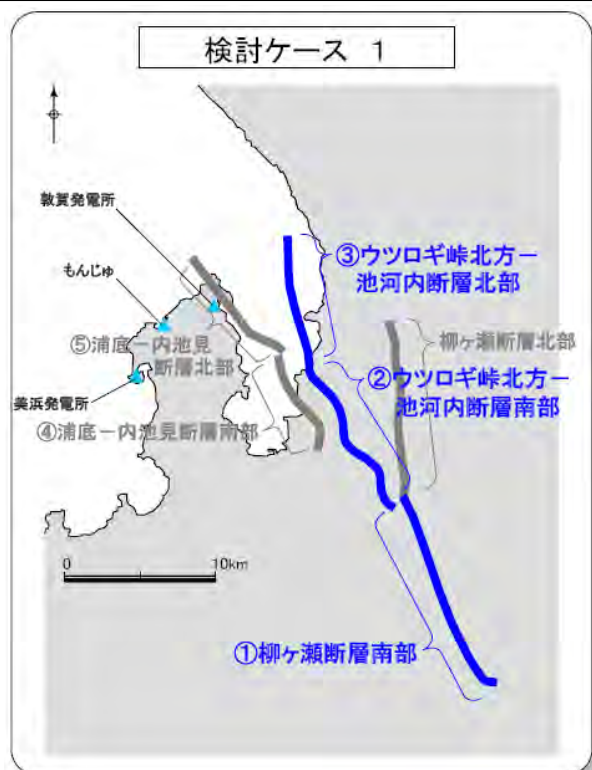 検討ケース 1
敦賀発電所
もんじゅ
③ウツロギ峠北方－
池河内断層北部
⑤浦底－内池見
断層北部
柳ヶ瀬断層北部
②ウツロギ峠北方－
池河内断層南部
美浜発電所
④浦底－内池見断層南部
0 10km
①柳ヶ瀬断層南部